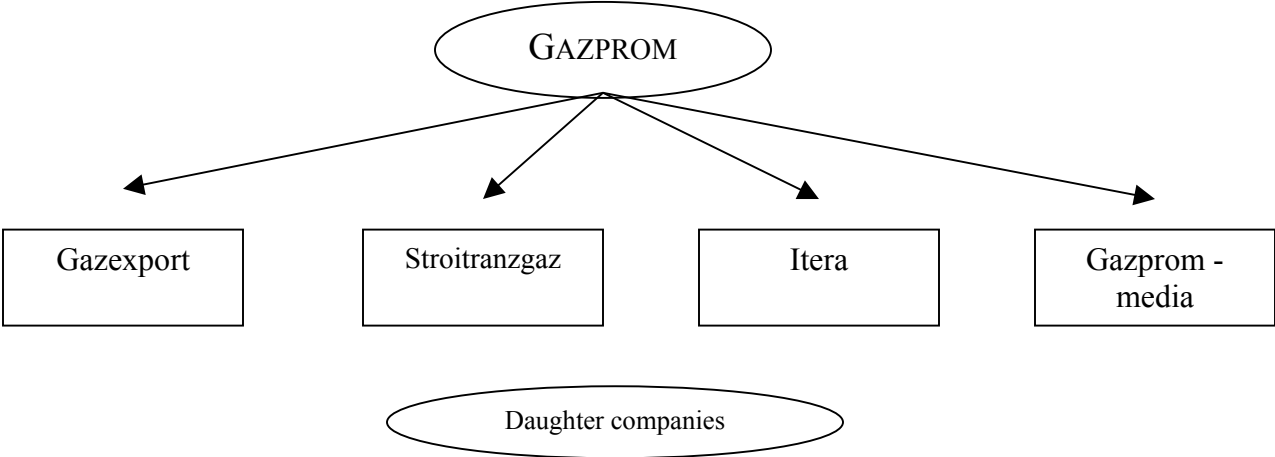 GAZPROM
Gazexport
Stroitranzgaz
Itera
Gazprom -
media
Daughter companies